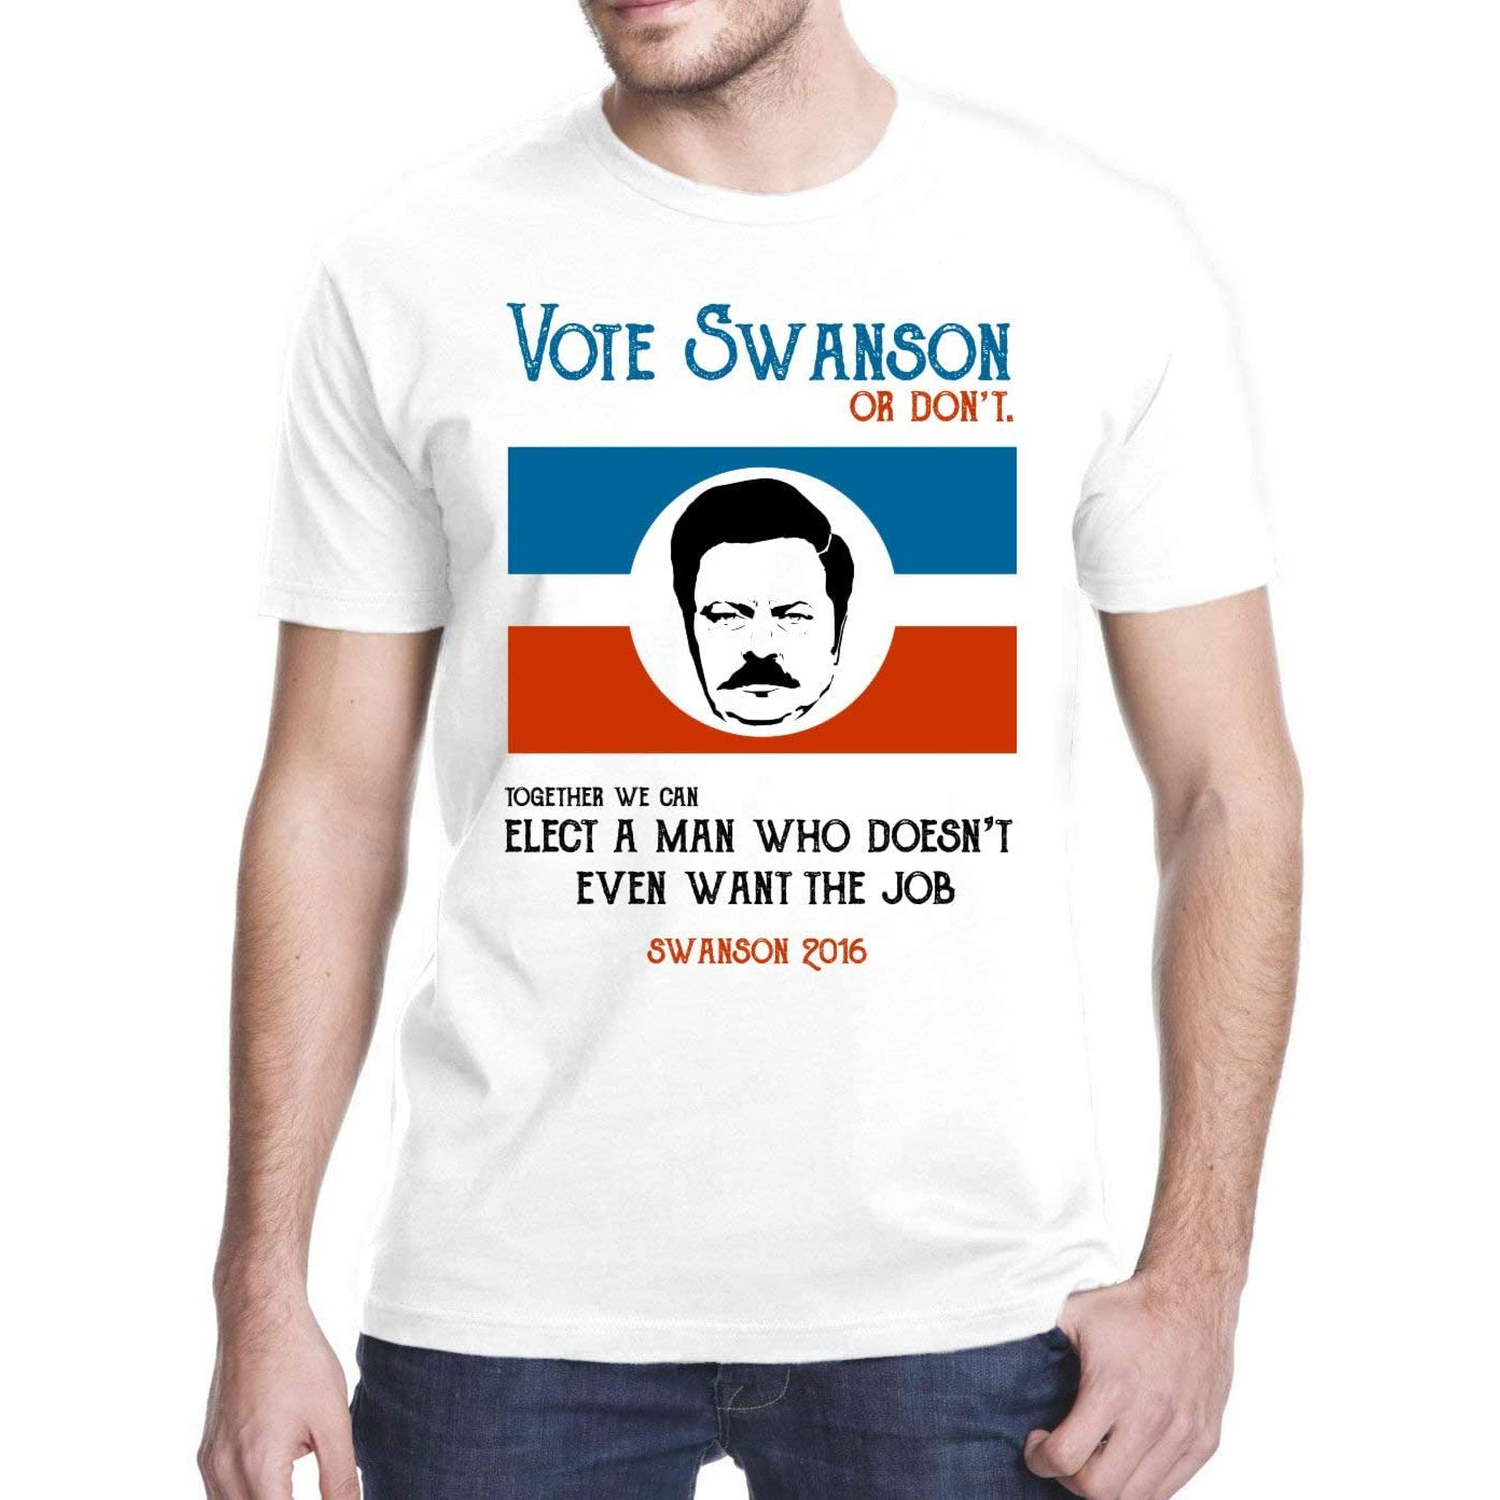 VOTE SWANSON
OR DON'T.
TOGETHER WE CAN
ELECT A MAN WHO DOESN'T
EVEN WANT THE JOB
SWANSON 2016